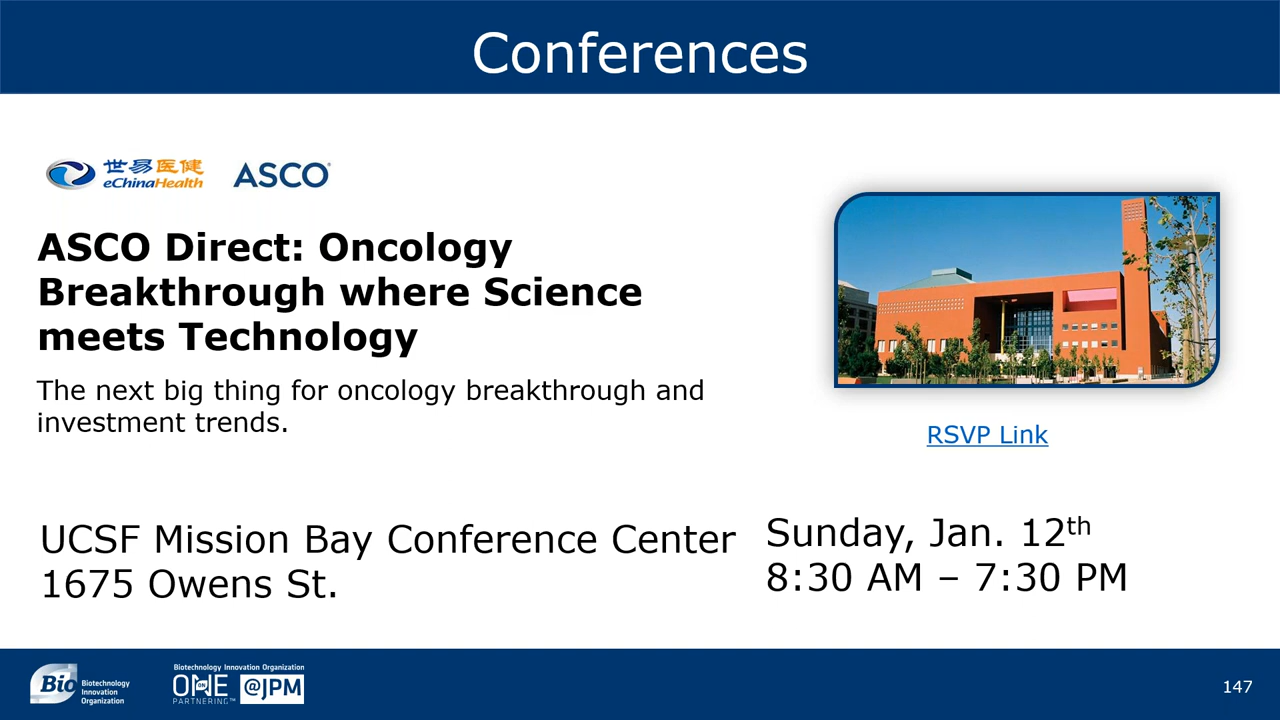 Conferences
世易医健
eChinaHealth
ASCO®
ASCO Direct: Oncology
Breakthrough where Science
meets Technology
The next big thing for oncology breakthrough and
investment trends.
RSVP Link
UCSF Mission Bay Conference Center
1675 Owens St.
Sunday, Jan. 12th
8:30 AM – 7:30 PM
Bio
Biotechnology
Innovation
Organization
Biotechnology Innovation Organization
ONE
ON
PARTNERING™
@JPM
147